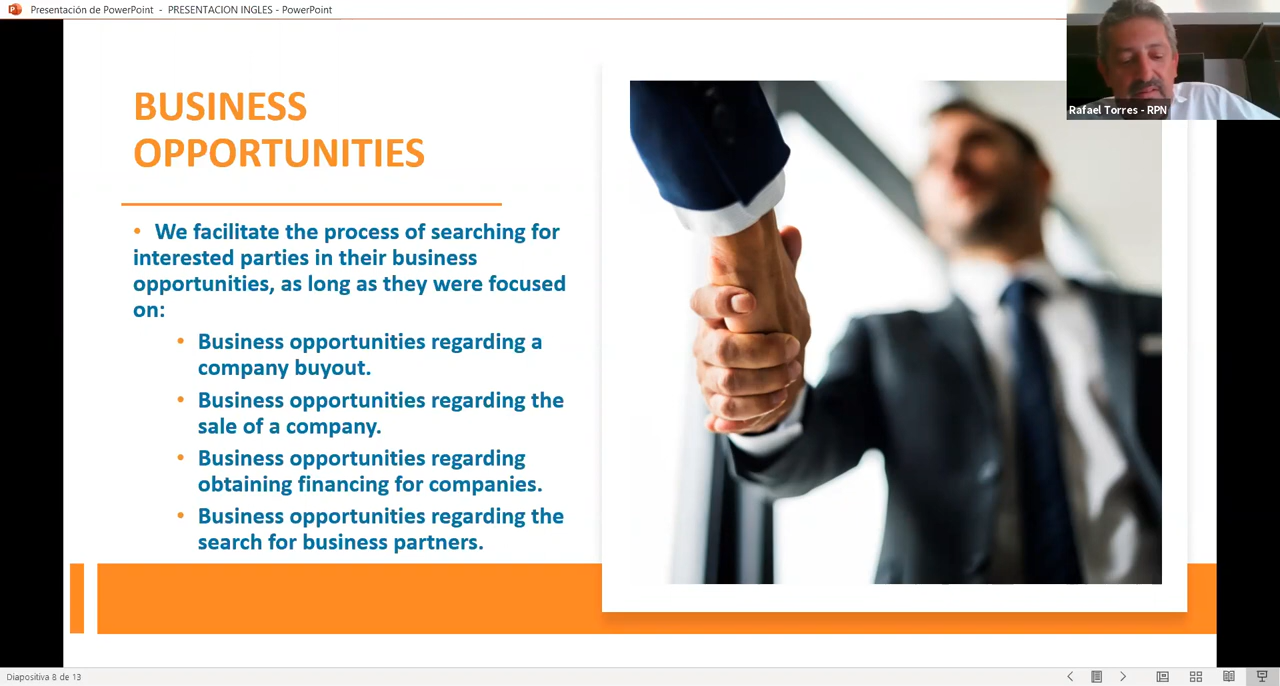 Presentación de PowerPoint - PRESENTACION INGLES - PowerPoint
Rafael Torres - RPN
BUSINESS
OPPORTUNITIES
• We facilitate the process of searching for
interested parties in their business
opportunities, as long as they were focused
on:
• Business opportunities regarding a
company buyout.
• Business opportunities regarding the
sale of a company.
• Business opportunities regarding
obtaining financing for companies.
• Business opportunities regarding the
search for business partners.
Diapositiva 8 de 13